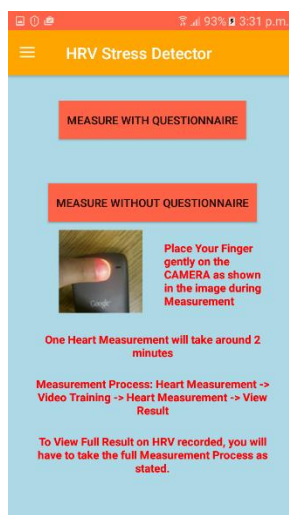 93% 3:31 p.m.
HRV Stress Detector
MEASURE WITH QUESTIONNAIRE
MEASURE WITHOUT QUESTIONNAIRE
Google
Place Your Finger
gently on the
CAMERA as shown
in the image during
Measurement
One Heart Measurement will take around 2
minutes
Measurement Process: Heart Measurement ->
Video Training -> Heart Measurement -> View
Result
To View Full Result on HRV recorded, you will
have to take the full Measurement Process as
stated.